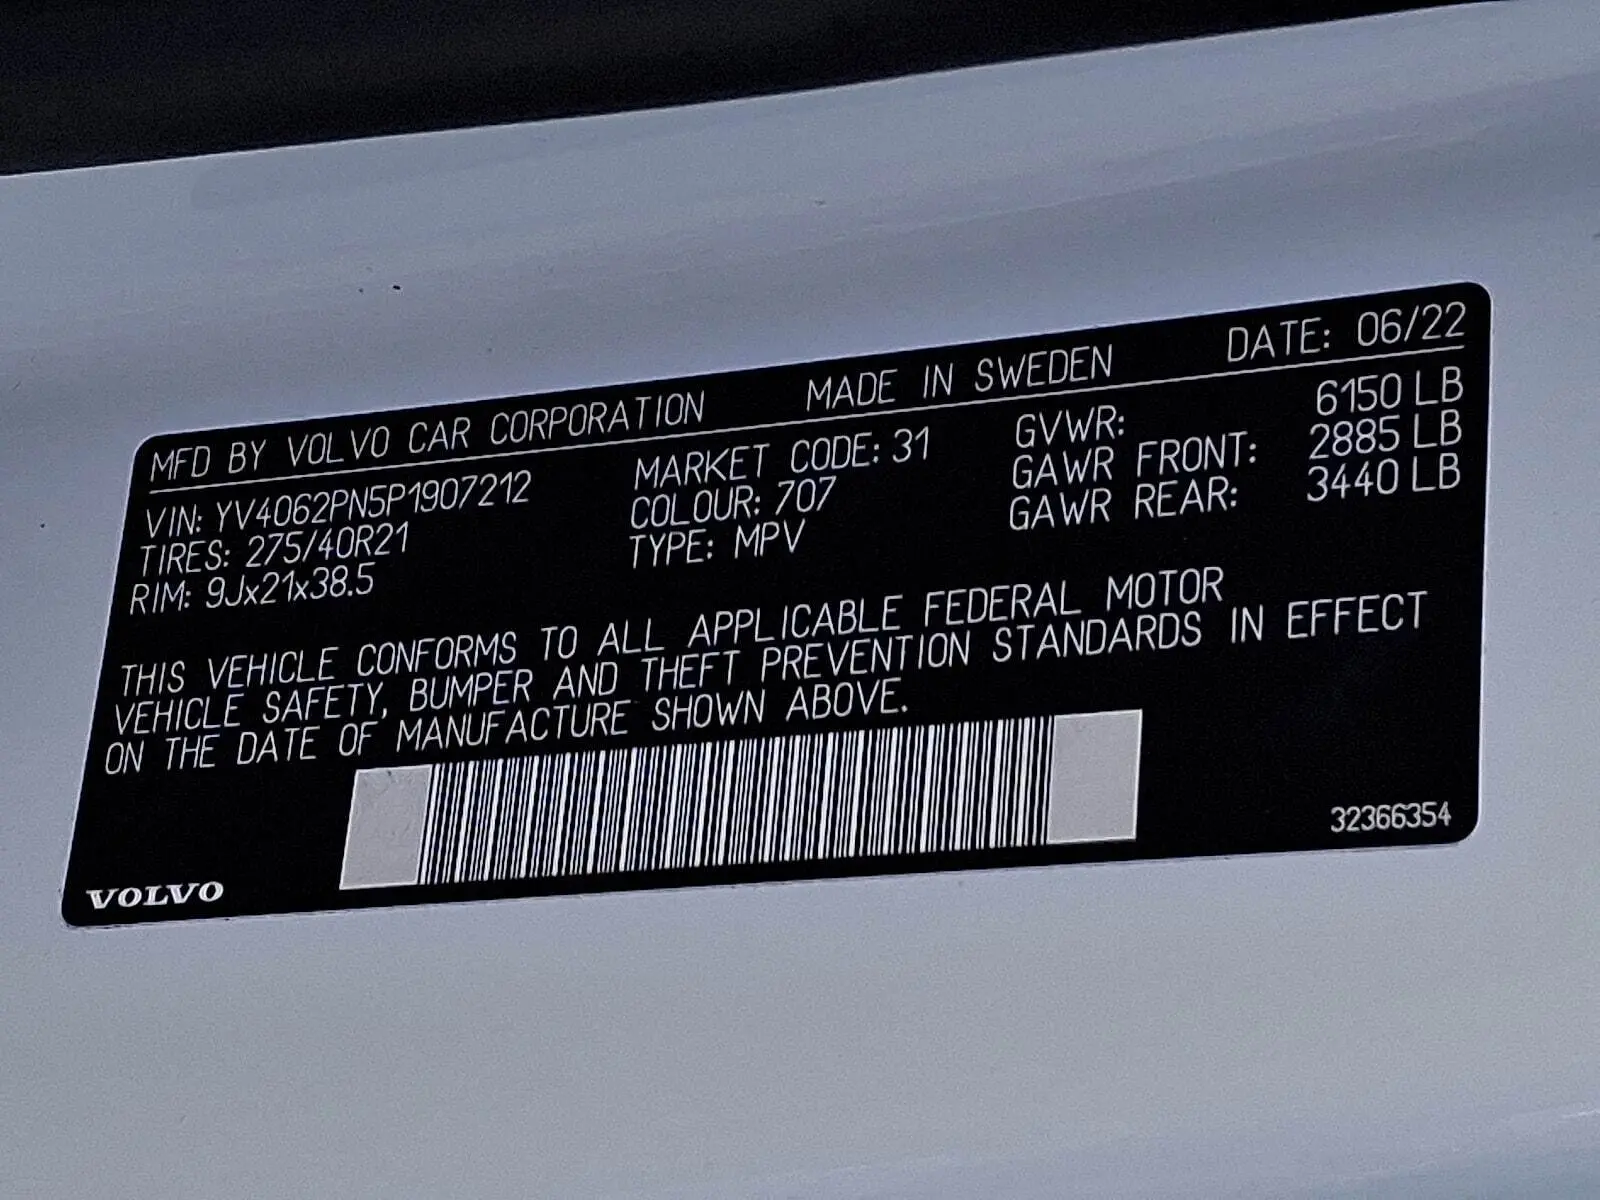 MFD BY VOLVO CAR CORPORATION MADE IN SWEDEN DATE: 06/22
VIN: YV4062PN5P1907212 MARKET CODE: 31 GVWR: 6150 LB
TIRES: 275/40R21 COLOUR: 707 GAWR FRONT: 2885 LB
RIM: 9Jx21x38.5 TYPE: MPV GAWR REAR: 3440 LB
THIS VEHICLE CONFORMS TO ALL APPLICABLE FEDERAL MOTOR
VEHICLE SAFETY, BUMPER AND THEFT PREVENTION STANDARDS IN EFFECT
ON THE DATE OF MANUFACTURE SHOWN ABOVE.
32366354
VOLVO